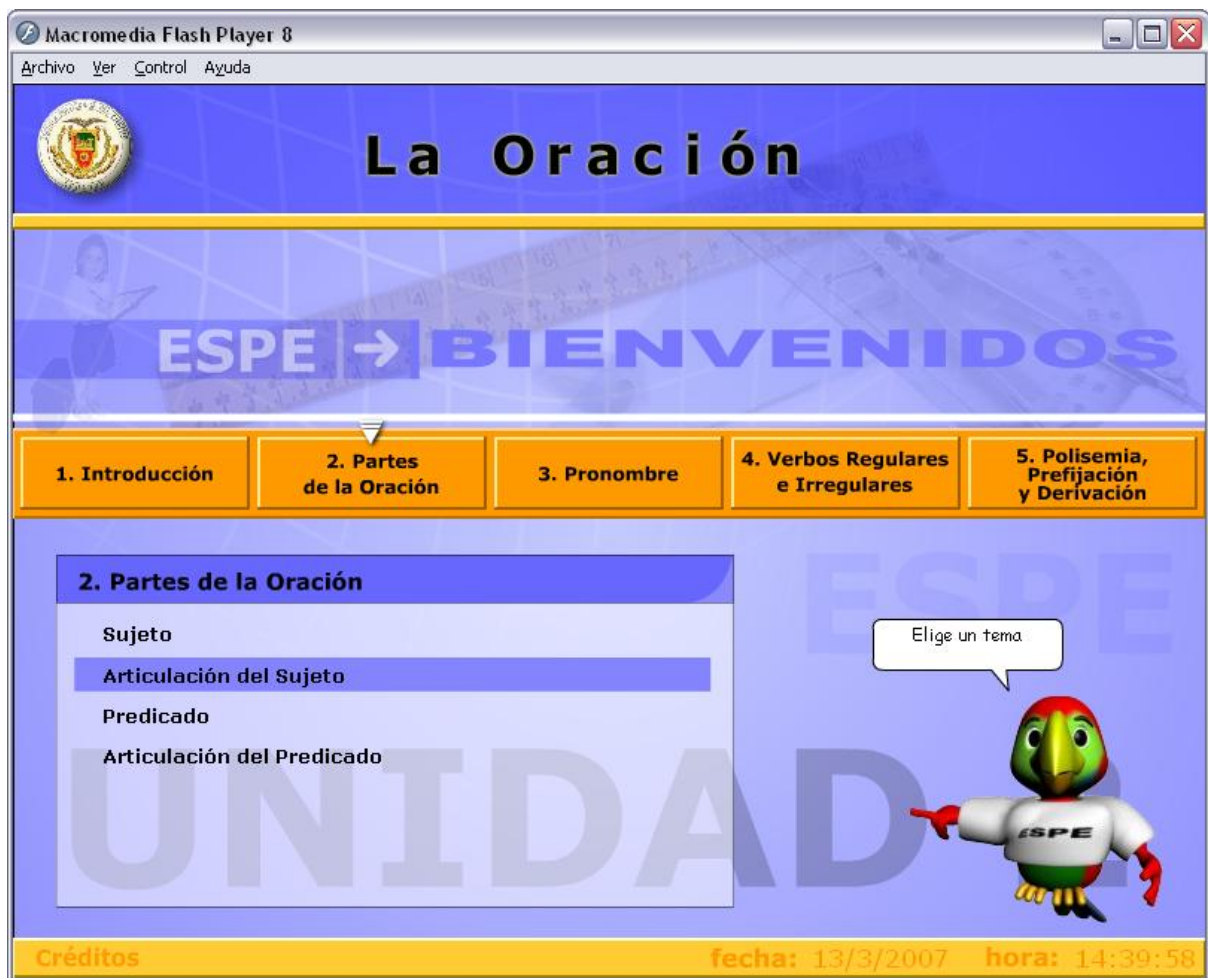 Macromedia Flash Player 8
Archivo Ver Control Ayuda
La Oración
ESPE → BIENVENIDOS
1. Introducción
2. Partes
de la Oración
3. Pronombre
4. Verbos Regulares
e Irregulares
5. Polisemia,
Prefijación
y Derivación
ESPE
2. Partes de la Oración
Sujeto
Articulación del Sujeto
Predicado
Articulación del Predicado
Elige un tema
ESPE
UNIDAD 2
Créditos
fecha: 13/3/2007 hora: 14:39:58